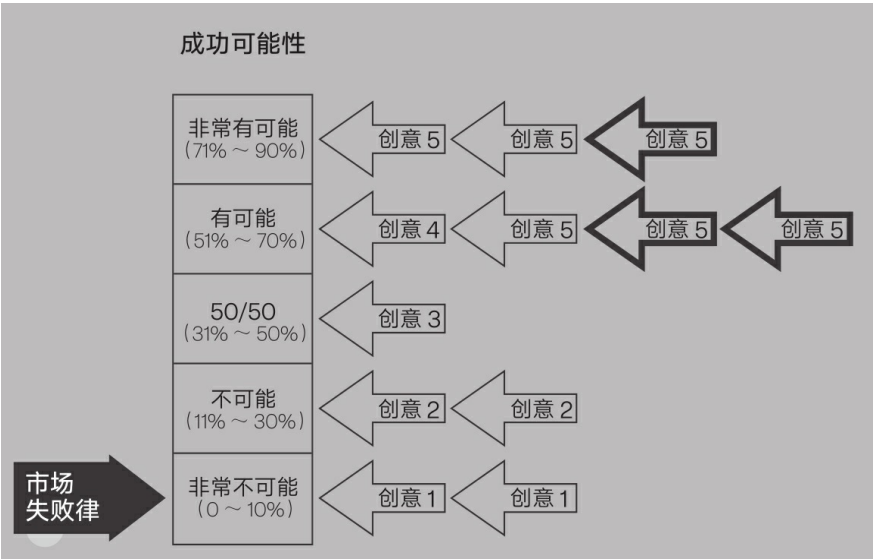 成功可能性
非常有可能
(71%～90%)
创意 5
创意 5
创意 5
有可能
(51%～70%)
创意 4
创意 5
创意 5
创意 5
50/50
(31%～50%)
创意 3
不可能
(11%～30%)
创意 2
创意 2
市场
失败律
非常不可能
(0～10%)
创意 1
创意 1